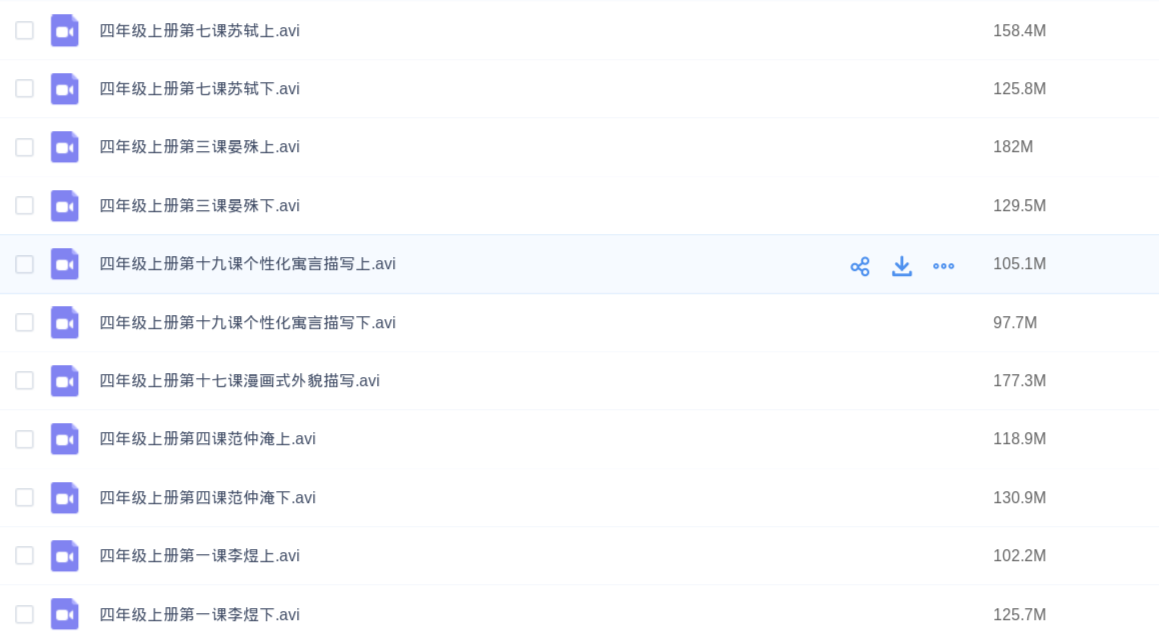 四年级上册第七课苏轼上.avi 158.4M
四年级上册第七课苏轼下.avi 125.8M
四年级上册第三课晏殊上.avi 182M
四年级上册第三课晏殊下.avi 129.5M
四年级上册第十九课个性化寓言描写上.avi 105.1M
四年级上册第十九课个性化寓言描写下.avi 97.7M
四年级上册第十七课漫画式外貌描写.avi 177.3M
四年级上册第四课范仲淹上.avi 118.9M
四年级上册第四课范仲淹下.avi 130.9M
四年级上册第一课李煜上.avi 102.2M
四年级上册第一课李煜下.avi 125.7M